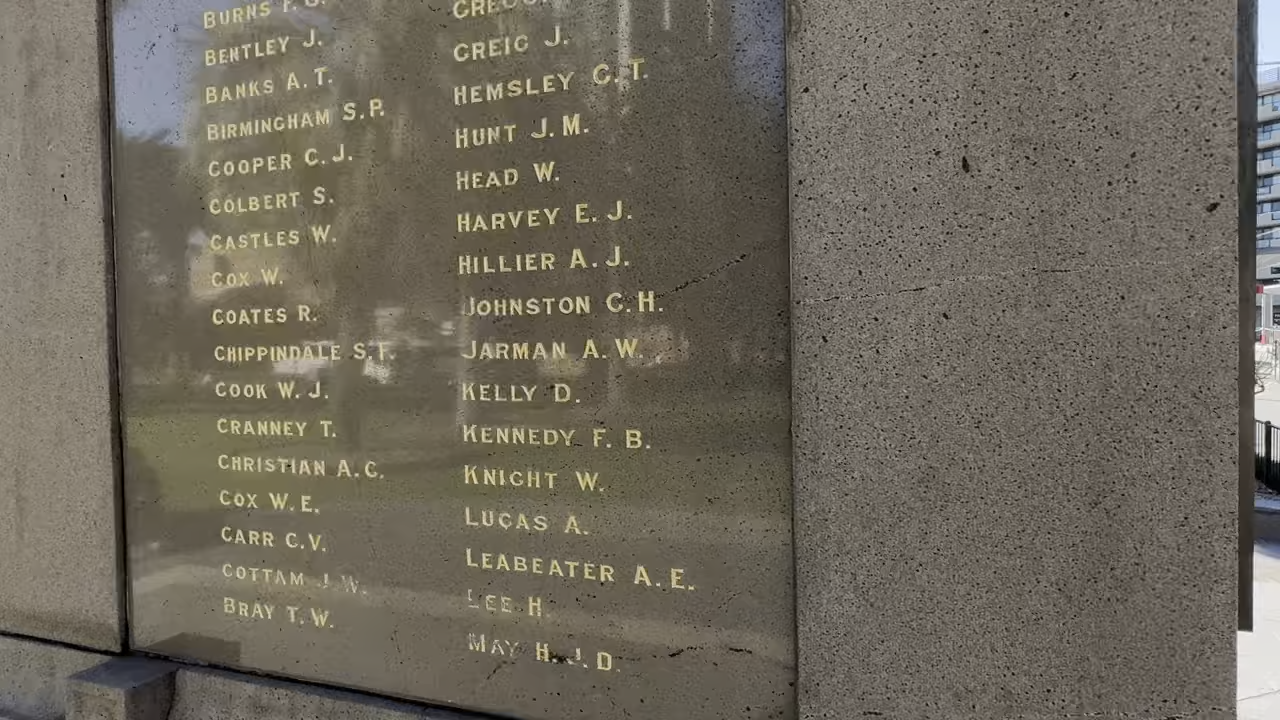 BURNS F. G.
BENTLEY J.
BANKS A. T.
BIRMINGHAM S. P.
COOPER C. J.
COLBERT S.
CASTLES W.
COX W.
COATES R.
CHIPPINDALE S. T.
COOK W. J.
CRANNEY T.
CHRISTIAN A. C.
COX W. E.
CARR C. V.
COTTAM J. W.
BRAY T. W.
GREIG J.
HEMSLEY G. T.
HUNT J. M.
HEAD W.
HARVEY E. J.
HILLIER A. J.
JOHNSTON C. H.
JARMAN A. W.
KELLY D.
KENNEDY F. B.
KNIGHT W.
LUCAS A.
LEABEATER A. E.
LEE H.
MAY H. J. D.